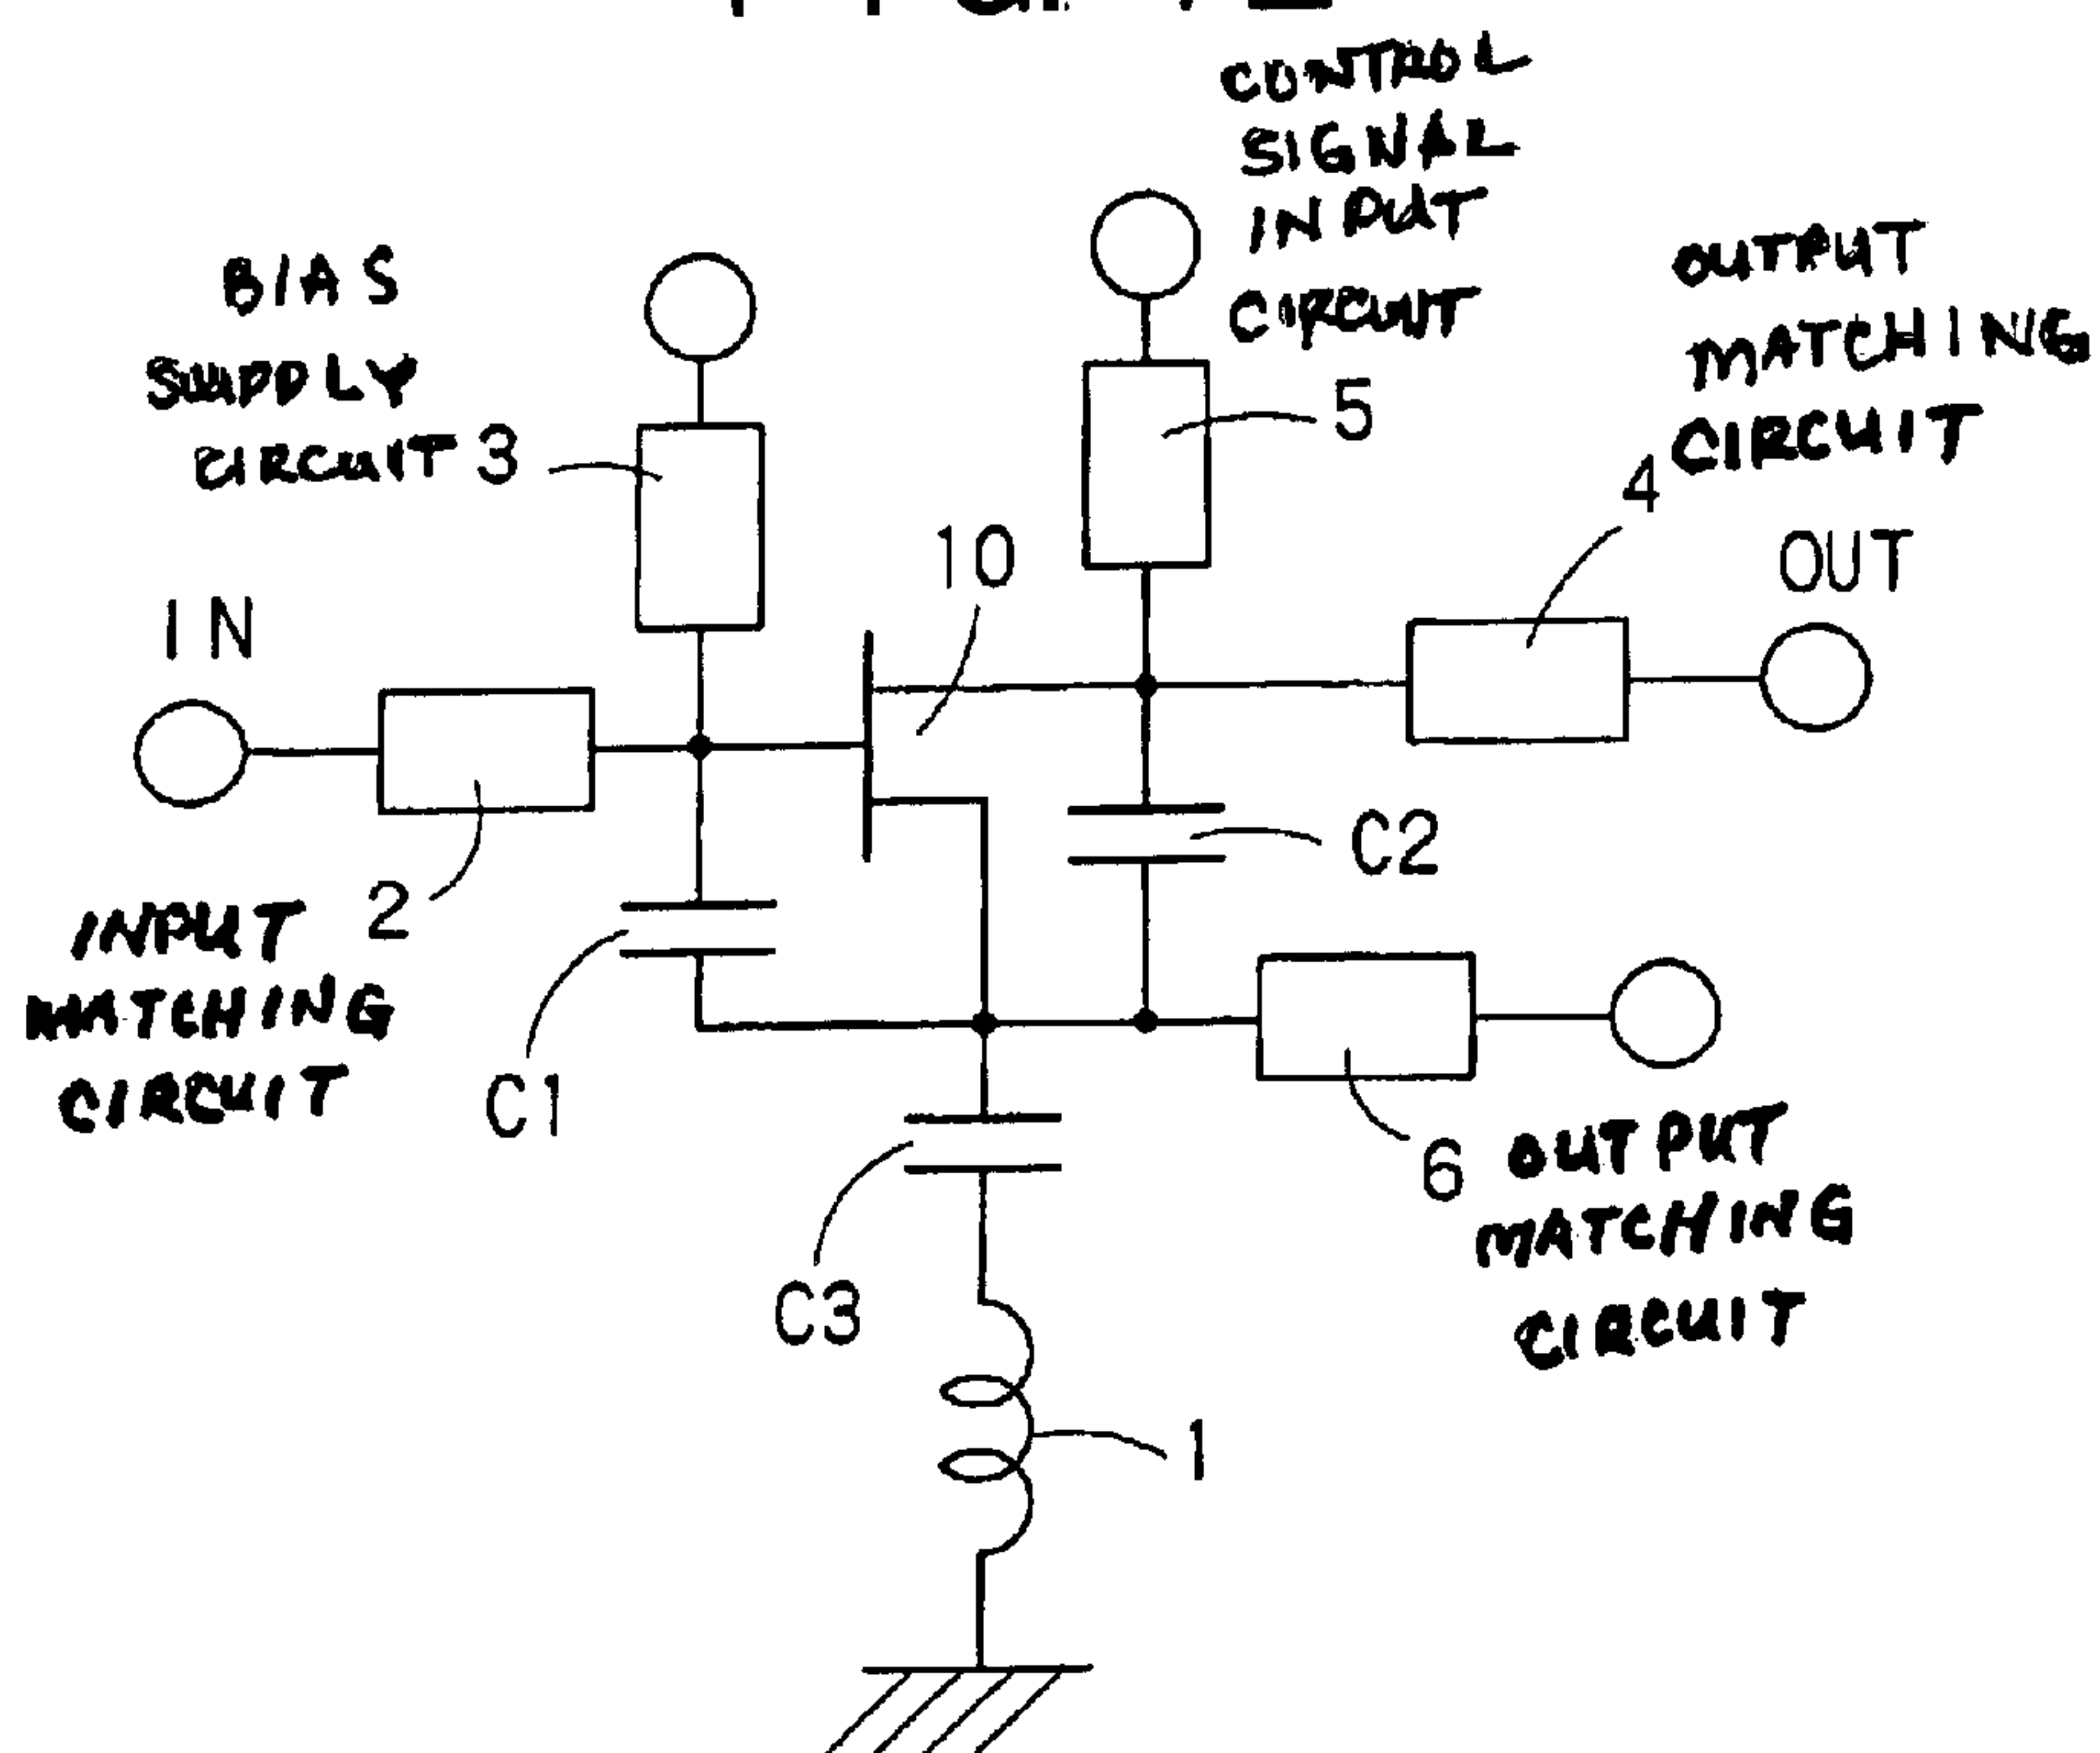 CONTROL
SIGNAL
INPUT
CIRCUIT
5
OUTPUT
MATCHING
CIRCUIT
4
OUT
BIAS
SUPPLY
CIRCUIT 3
10
IN
2
INPUT
MATCHING
CIRCUIT
C1
C2
6 OUTPUT
MATCHING
CIRCUIT
C3
1